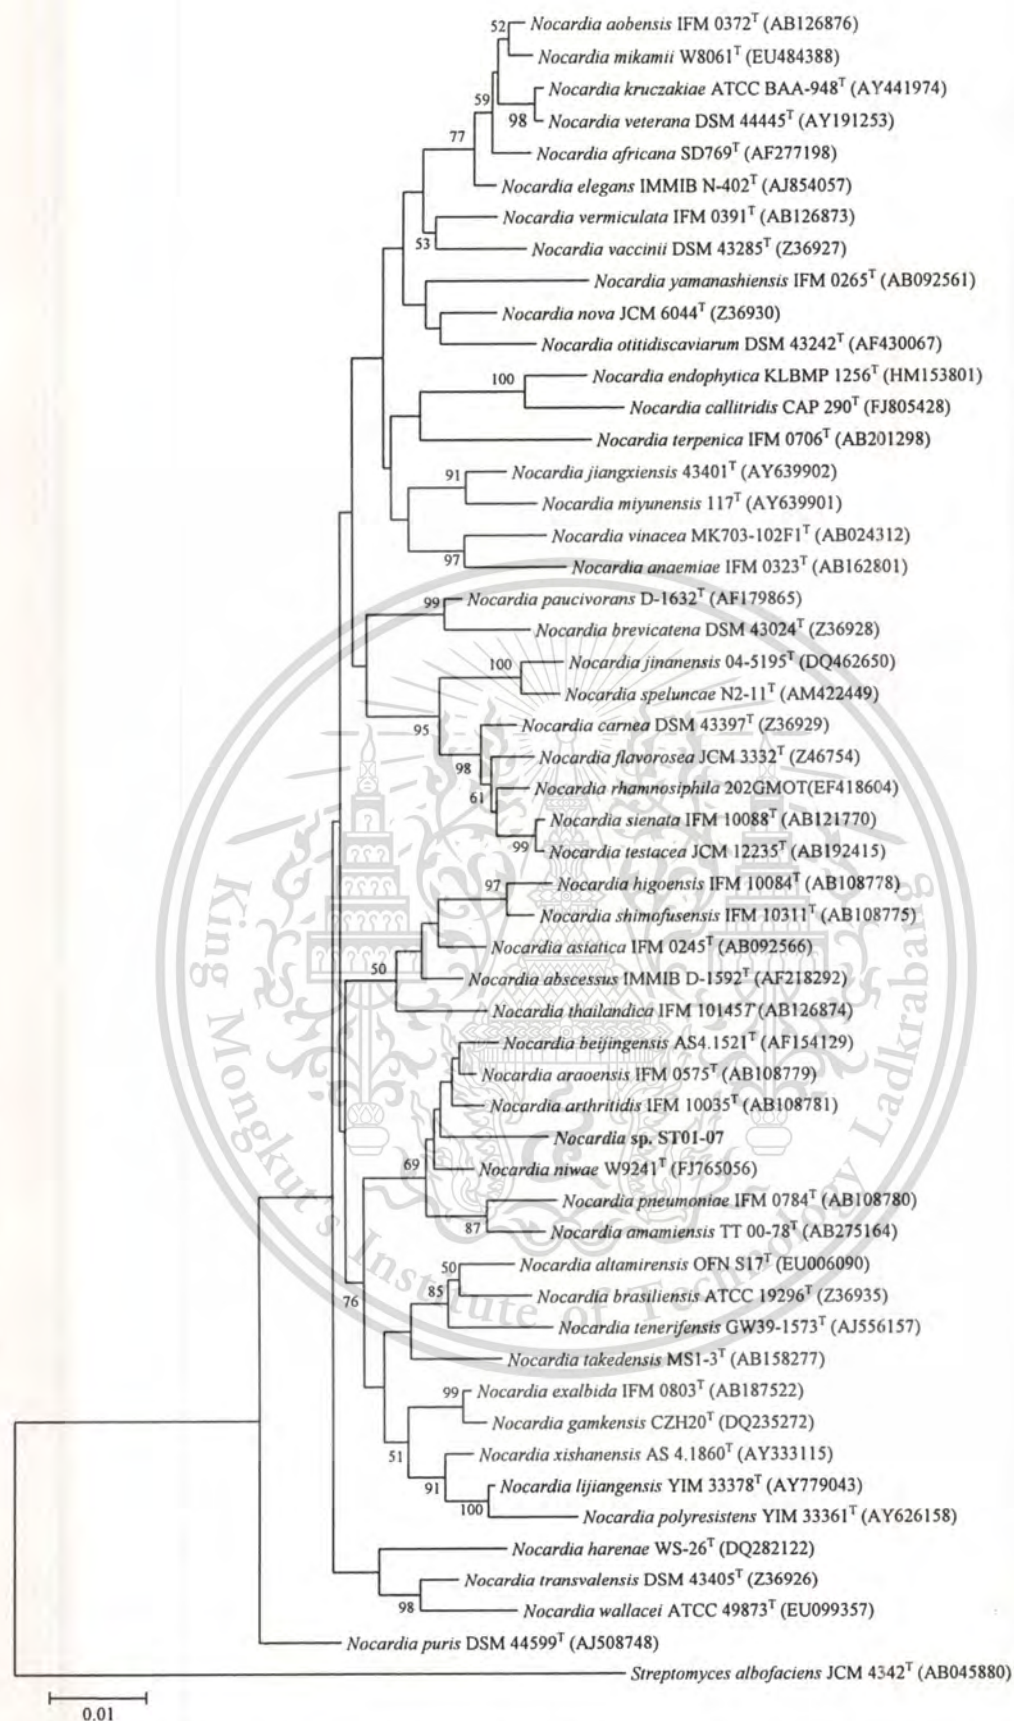 52 Nocardia aobensis IFM 0372T (AB126876)
Nocardia mikamii W8061T (EU484388)
Nocardia kruczakiae ATCC BAA-948T (AY441974)
59
98 Nocardia veterana DSM 44445T (AY191253)
77
Nocardia africana SD769T (AF277198)
Nocardia elegans IMMIB N-402T (AJ854057)
Nocardia vermiculata IFM 0391T (AB126873)
53 Nocardia vaccinii DSM 43285T (Z36927)
Nocardia yamanashiensis IFM 0265T (AB092561)
Nocardia nova JCM 6044T (Z36930)
Nocardia otitidiscaviarum DSM 43242T (AF430067)
100 Nocardia endophytica KLBMP 1256T (HM153801)
Nocardia callitridis CAP 290T (FJ805428)
Nocardia terpenica IFM 0706T (AB201298)
91 Nocardia jiangxiensis 43401T (AY639902)
Nocardia miyunensis 117T (AY639901)
Nocardia vinacea MK703-102F1T (AB024312)
97 Nocardia anaemiae IFM 0323T (AB162801)
99 Nocardia paucivorans D-1632T (AF179865)
Nocardia brevicatena DSM 43024T (Z36928)
100 Nocardia jinanensis 04-5195T (DQ462650)
Nocardia speluncae N2-11T (AM422449)
95 Nocardia carnea DSM 43397T (Z36929)
98 Nocardia flavorosea JCM 3332T (Z46754)
61 Nocardia rhamnosiphila 202GMOT(EF418604)
Nocardia sienata IFM 10088T (AB121770)
99 Nocardia testacea JCM 12235T (AB192415)
97 Nocardia higoensis IFM 10084T (AB108778)
Nocardia shimofusensis IFM 10311T (AB108775)
Nocardia asiatica IFM 0245T (AB092566)
50 Nocardia abscessus IMMIB D-1592T (AF218292)
Nocardia thailandica IFM 10145T (AB126874)
Nocardia beijingensis AS4.1521T (AF154129)
Nocardia araoensis IFM 0575T (AB108779)
Nocardia arthritidis IFM 10035T (AB108781)
Nocardia sp. ST01-07
69 Nocardia niwae W9241T (FJ765056)
Nocardia pneumoniae IFM 0784T (AB108780)
87 Nocardia amamiensis TT 00-78T (AB275164)
50 Nocardia altamirensis OFN S17T (EU006090)
85 Nocardia brasiliensis ATCC 19296T (Z36935)
76 Nocardia tenerifensis GW39-1573T (AJ556157)
Nocardia takedensis MS1-3T (AB158277)
99 Nocardia exalbida IFM 0803T (AB187522)
Nocardia gamkensis CZH20T (DQ235272)
51 Nocardia xishanensis AS 4.1860T (AY333115)
91 Nocardia lijiangensis YIM 33378T (AY779043)
100 Nocardia polyresistens YIM 33361T (AY626158)
Nocardia harenae WS-26T (DQ282122)
Nocardia transvalensis DSM 43405T (Z36926)
98 Nocardia wallacei ATCC 49873T (EU099357)
Nocardia puris DSM 44599T (AJ508748)
Streptomyces albofaciens JCM 4342T (AB045880)
0.01
King Mongkut's Institute of Technology Ladkrabang